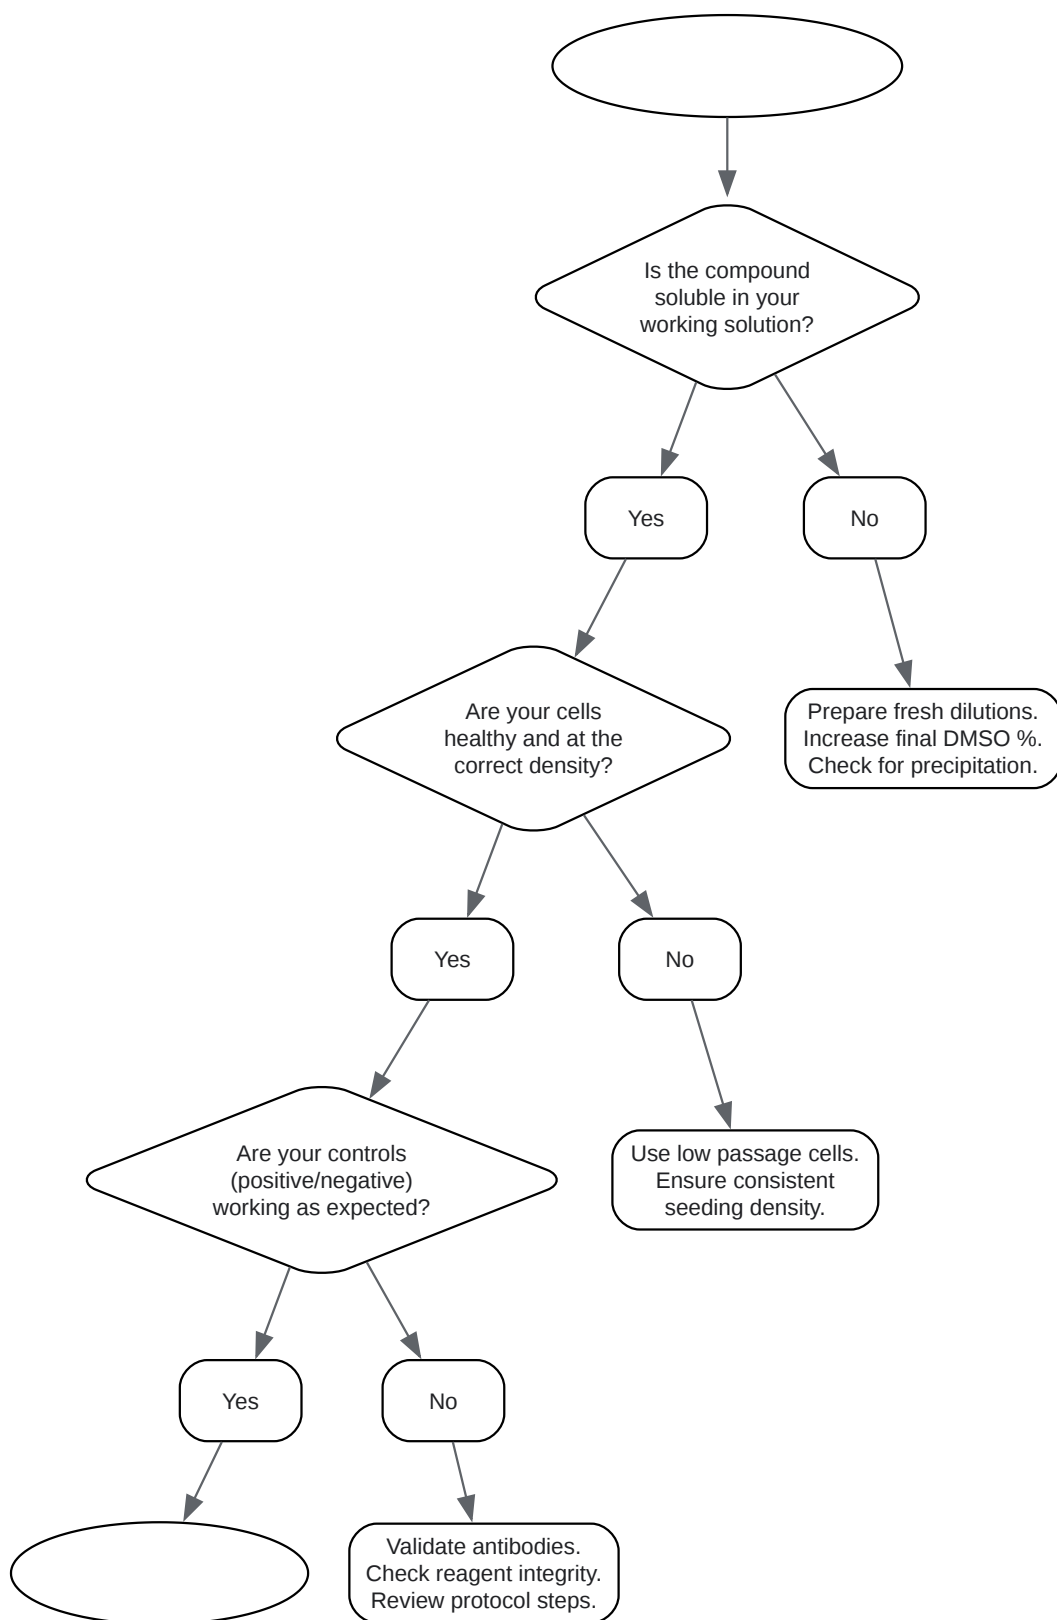 Is the compound
soluble in your
working solution?
Yes
No
Are your cells
healthy and at the
correct density?
Prepare fresh dilutions.
Increase final DMSO %.
Check for precipitation.
Yes
No
Are your controls
(positive/negative)
working as expected?
Use low passage cells.
Ensure consistent
seeding density.
Yes
No
Validate antibodies.
Check reagent integrity.
Review protocol steps.